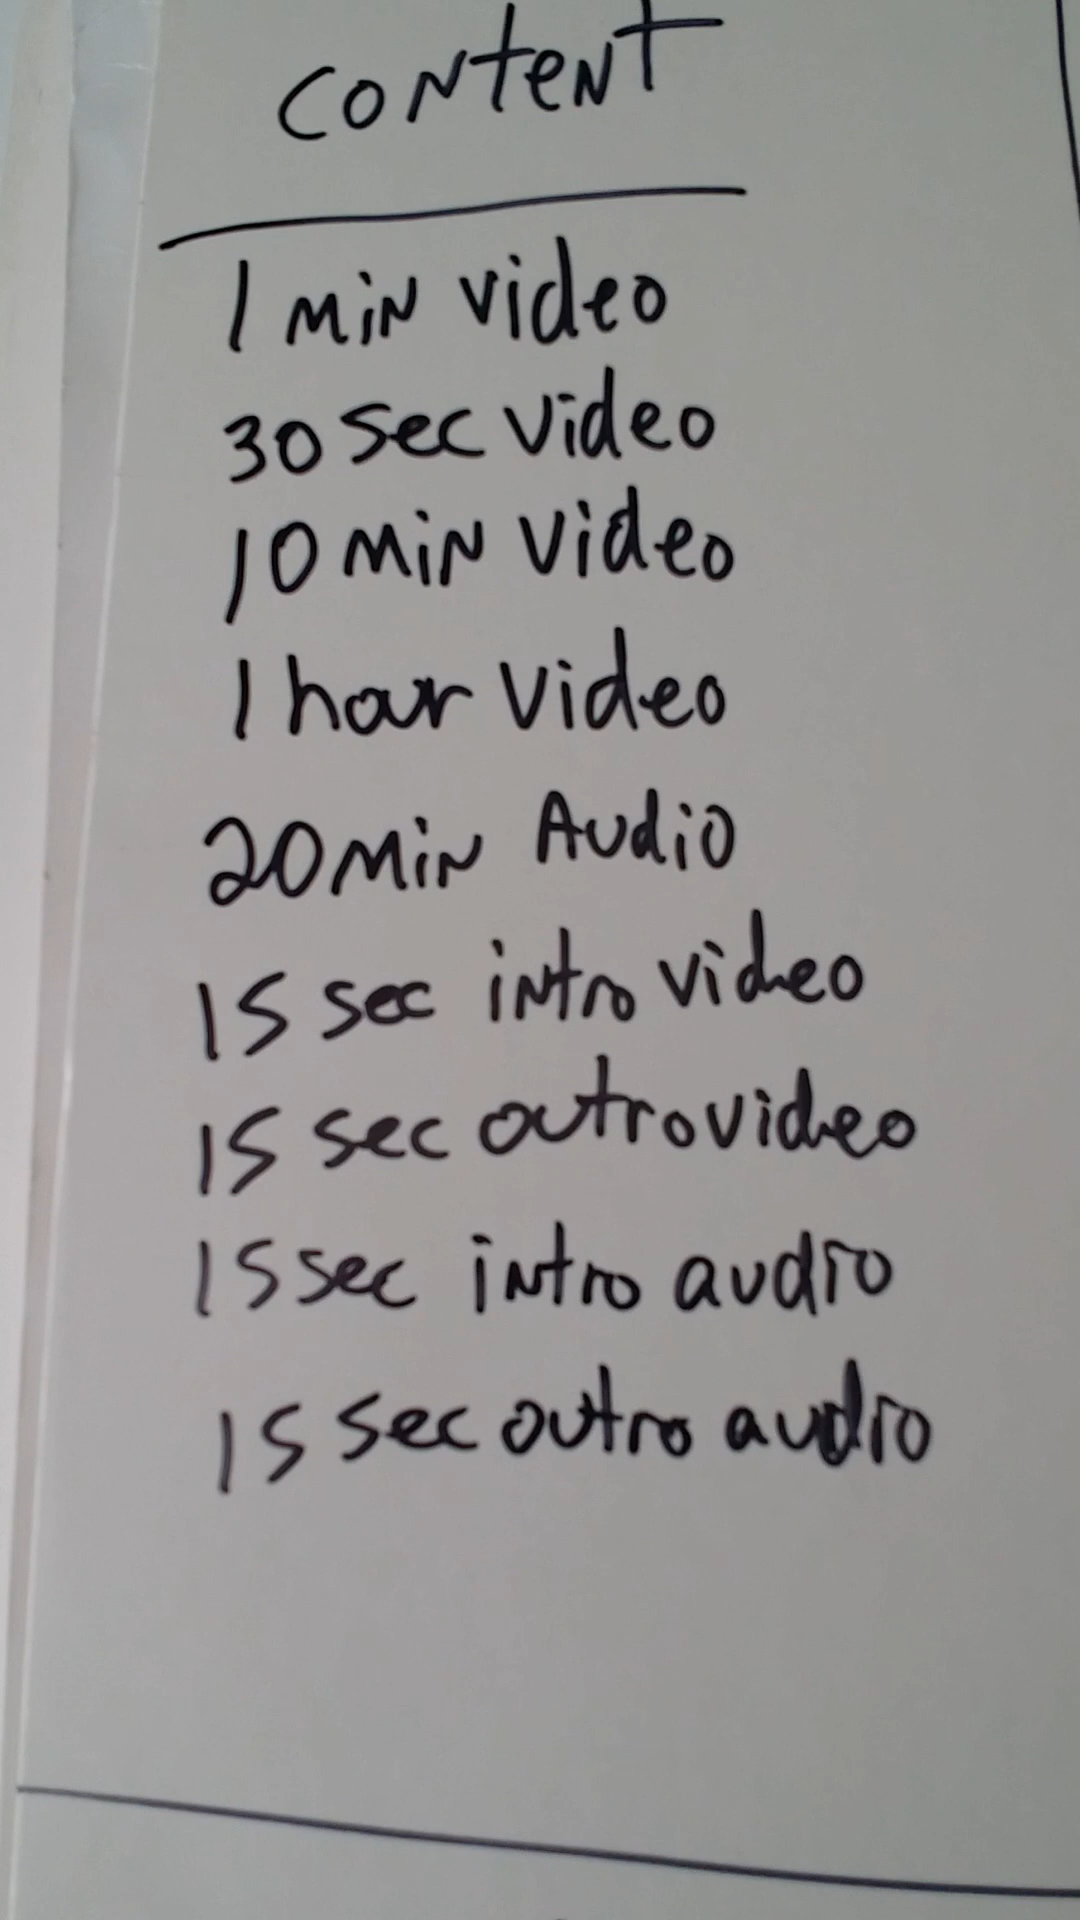 content
1 min video
30 sec video
10 min video
1 hour video
20 min Audio
15 sec intro video
15 sec outro video
15 sec intro audio
15 sec outro audio